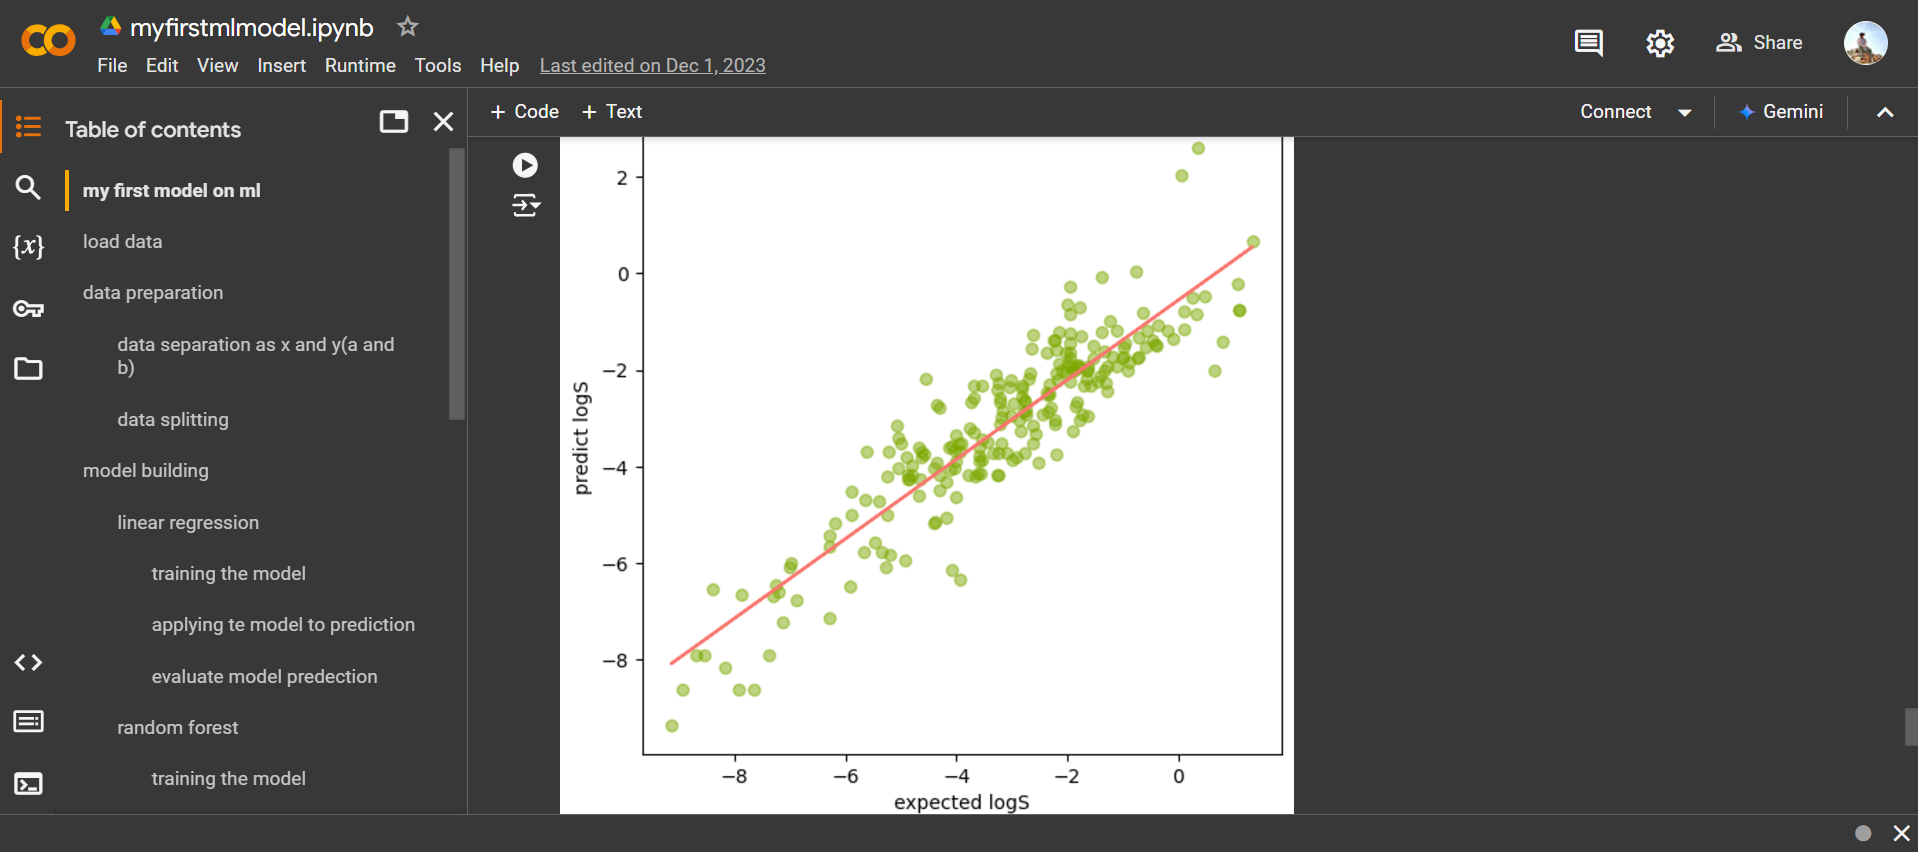 myfirstmlmodel.ipynb
File Edit View Insert Runtime Tools Help Last edited on Dec 1, 2023
Share
Table of contents
+ Code + Text
Connect
Gemini
my first model on ml
load data
data preparation
data separation as x and y(a and
b)
data splitting
model building
linear regression
training the model
applying te model to prediction
evaluate model predection
random forest
training the model
{x}
predict logS
2
0
−2
−4
−6
−8
−8 −6 −4 −2 0
expected logS